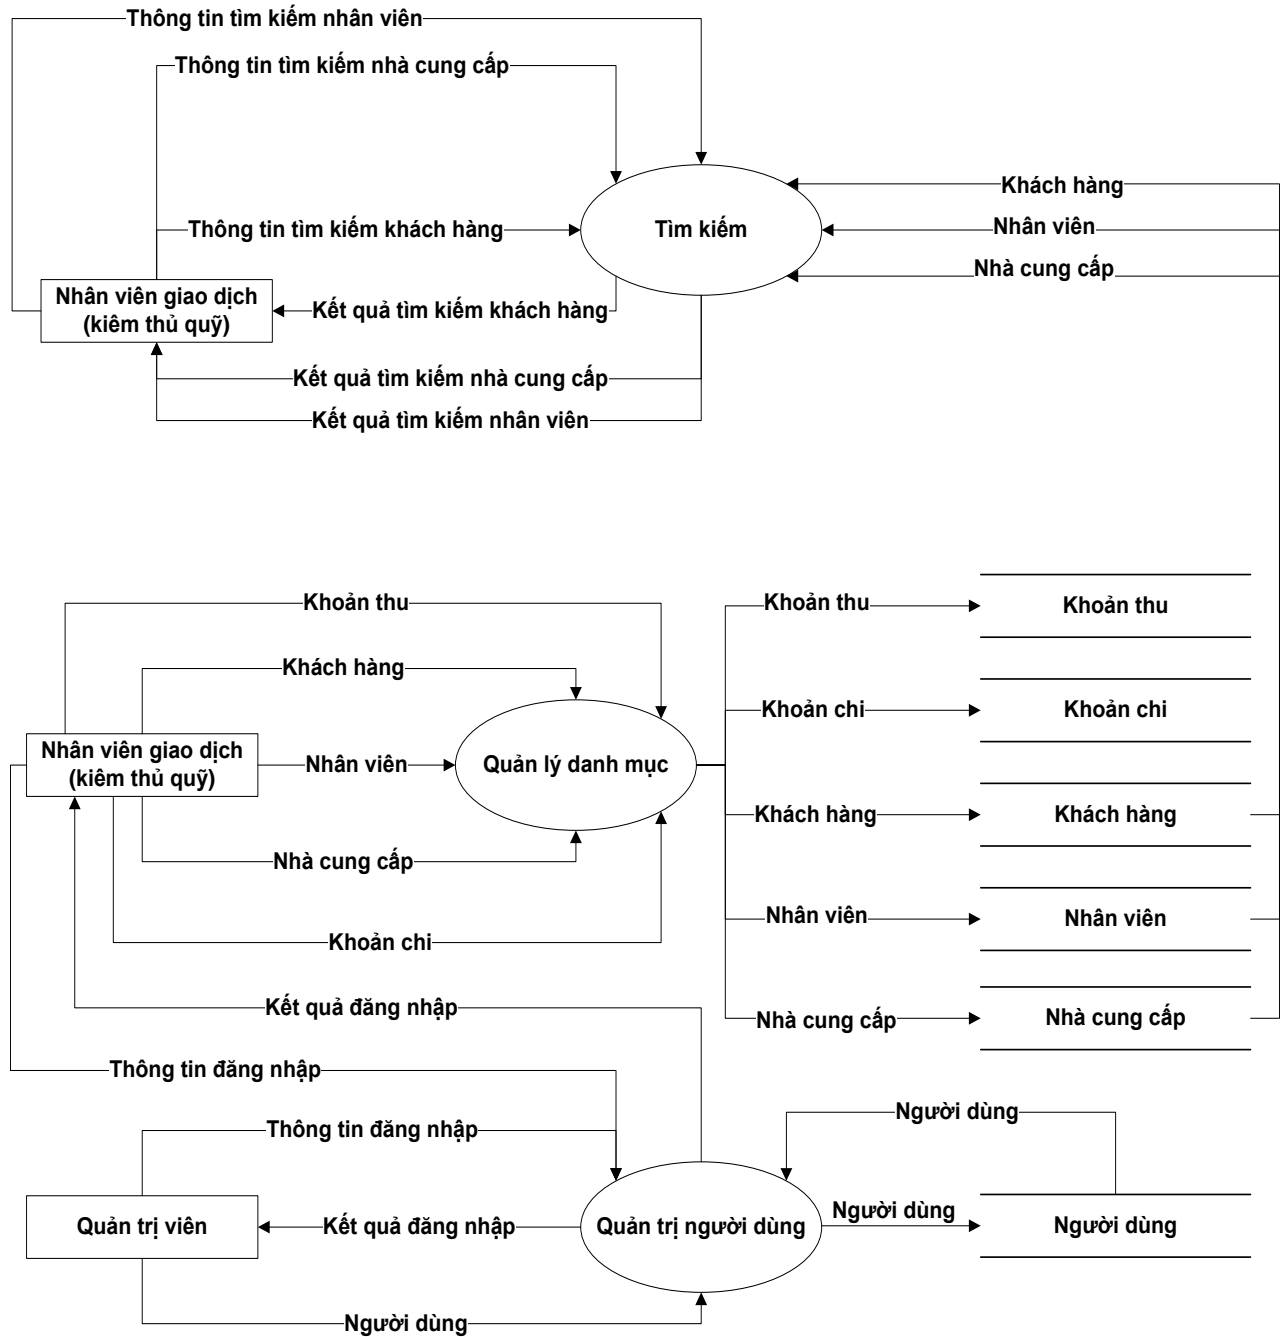 Thông tin tìm kiếm nhân viên
Thông tin tìm kiếm nhà cung cấp
Khách hàng
Thông tin tìm kiếm khách hàng
Tìm kiếm
Nhân viên
Nhà cung cấp
Nhân viên giao dịch
(kiêm thủ quỹ)
Kết quả tìm kiếm khách hàng
Kết quả tìm kiếm nhà cung cấp
Kết quả tìm kiếm nhân viên
Khoản thu
Khoản thu
Khoản thu
Khách hàng
Khoản chi
Khoản chi
Nhân viên giao dịch
(kiêm thủ quỹ)
Nhân viên
Quản lý danh mục
Khách hàng
Khách hàng
Nhà cung cấp
Nhân viên
Nhân viên
Khoản chi
Kết quả đăng nhập
Nhà cung cấp
Nhà cung cấp
Thông tin đăng nhập
Người dùng
Thông tin đăng nhập
Quản trị viên
Kết quả đăng nhập
Quản trị người dùng
Người dùng
Người dùng
Người dùng